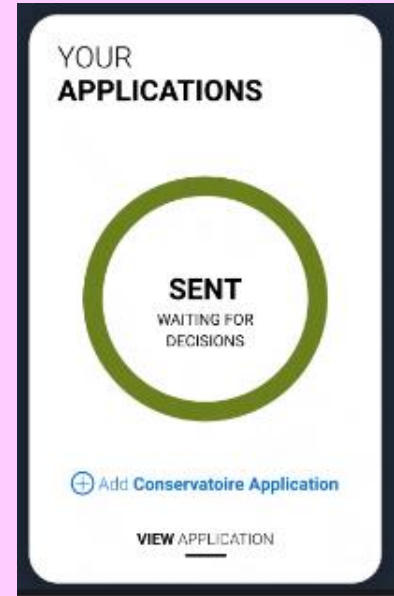 YOUR
APPLICATIONS
SENT
WAITING FOR
DECISIONS
Add Conservatoire Application
VIEW APPLICATION